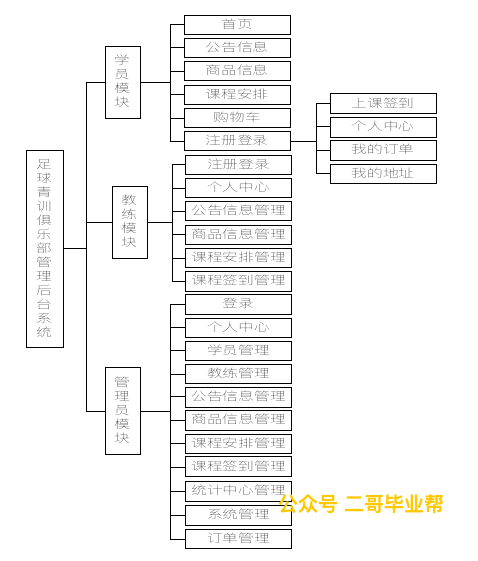 足球青训俱乐部管理后台系统
学员模块
首页
公告信息
商品信息
课程安排
购物车
注册登录
上课签到
个人中心
我的订单
我的地址
教练模块
注册登录
个人中心
公告信息管理
商品信息管理
课程安排管理
课程签到管理
管理员模块
登录
个人中心
学员管理
教练管理
公告信息管理
商品信息管理
课程安排管理
课程签到管理
统计中心管理
系统管理
订单管理
公众号 二哥毕业帮